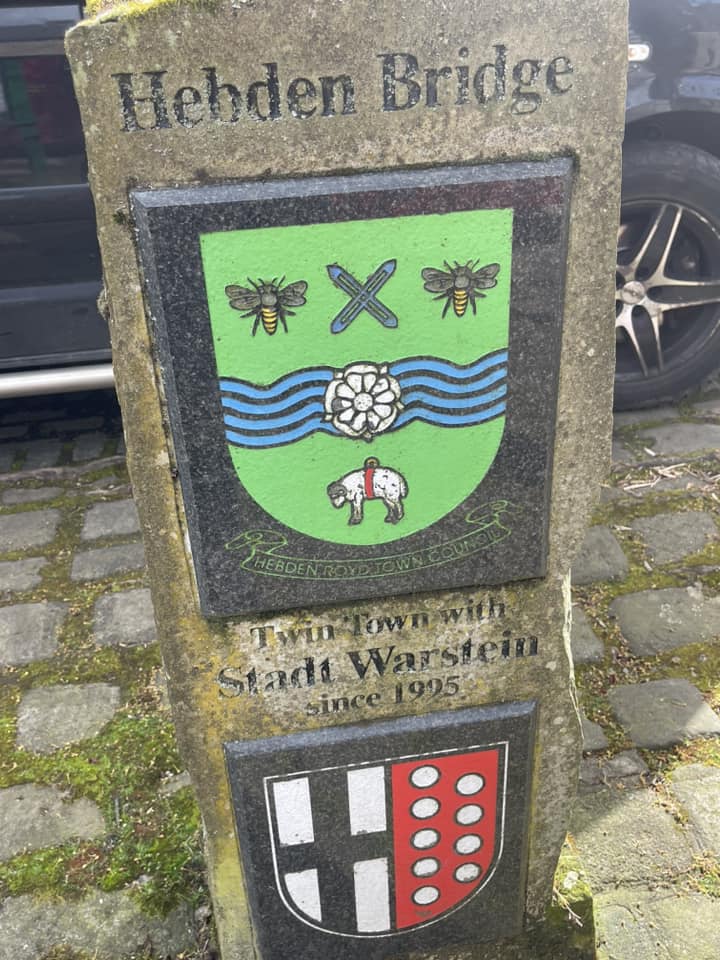 Hebden Bridge
HEBDEN ROYD TOWN COUNCIL
Twin Town with
Stadt Warstein
since 1995